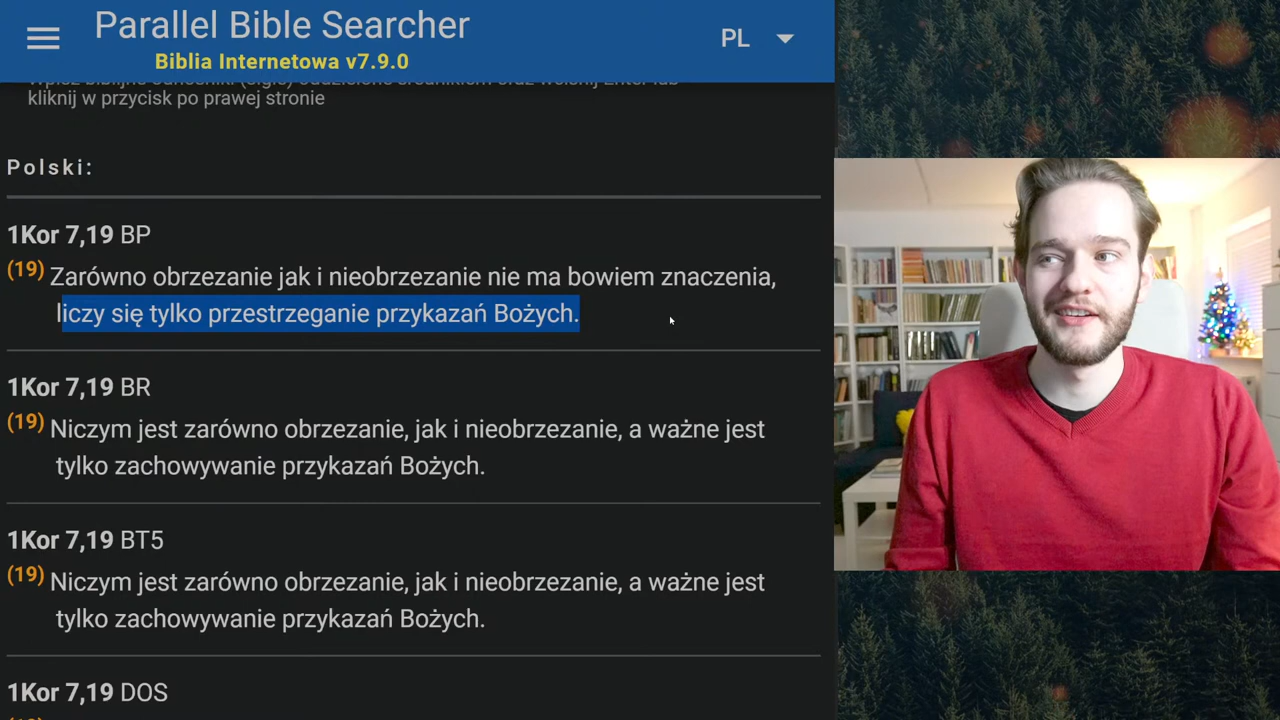 Parallel Bible Searcher
Biblia Internetowa v7.9.0
PL
kliknij w przycisk po prawej stronie
Polski:
1Kor 7,19 BP
(19) Zarówno obrzezanie jak i nieobrzezanie nie ma bowiem znaczenia,
liczy się tylko przestrzeganie przykazań Bożych.
1Kor 7,19 BR
(19) Niczym jest zarówno obrzezanie, jak i nieobrzezanie, a ważne jest
tylko zachowywanie przykazań Bożych.
1Kor 7,19 BT5
(19) Niczym jest zarówno obrzezanie, jak i nieobrzezanie, a ważne jest
tylko zachowywanie przykazań Bożych.
1Kor 7,19 DOS